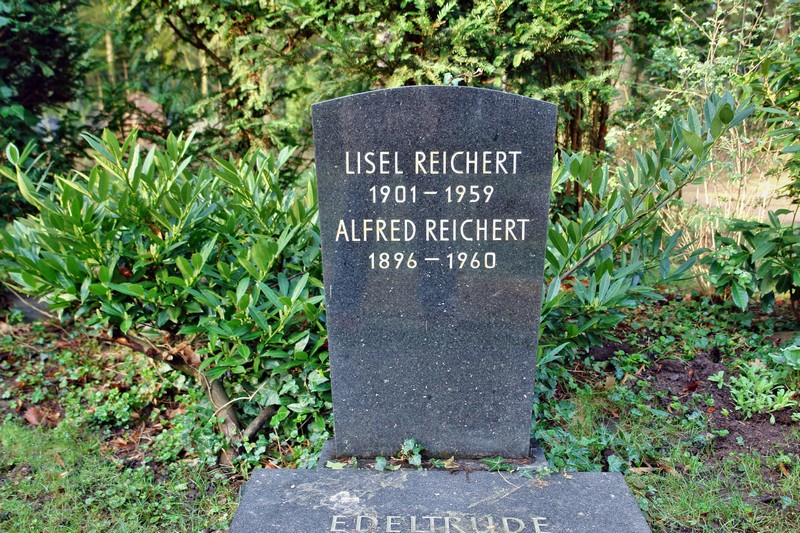 LISEL REICHERT
1901 – 1959
ALFRED REICHERT
1896 – 1960
EDELTRUDE